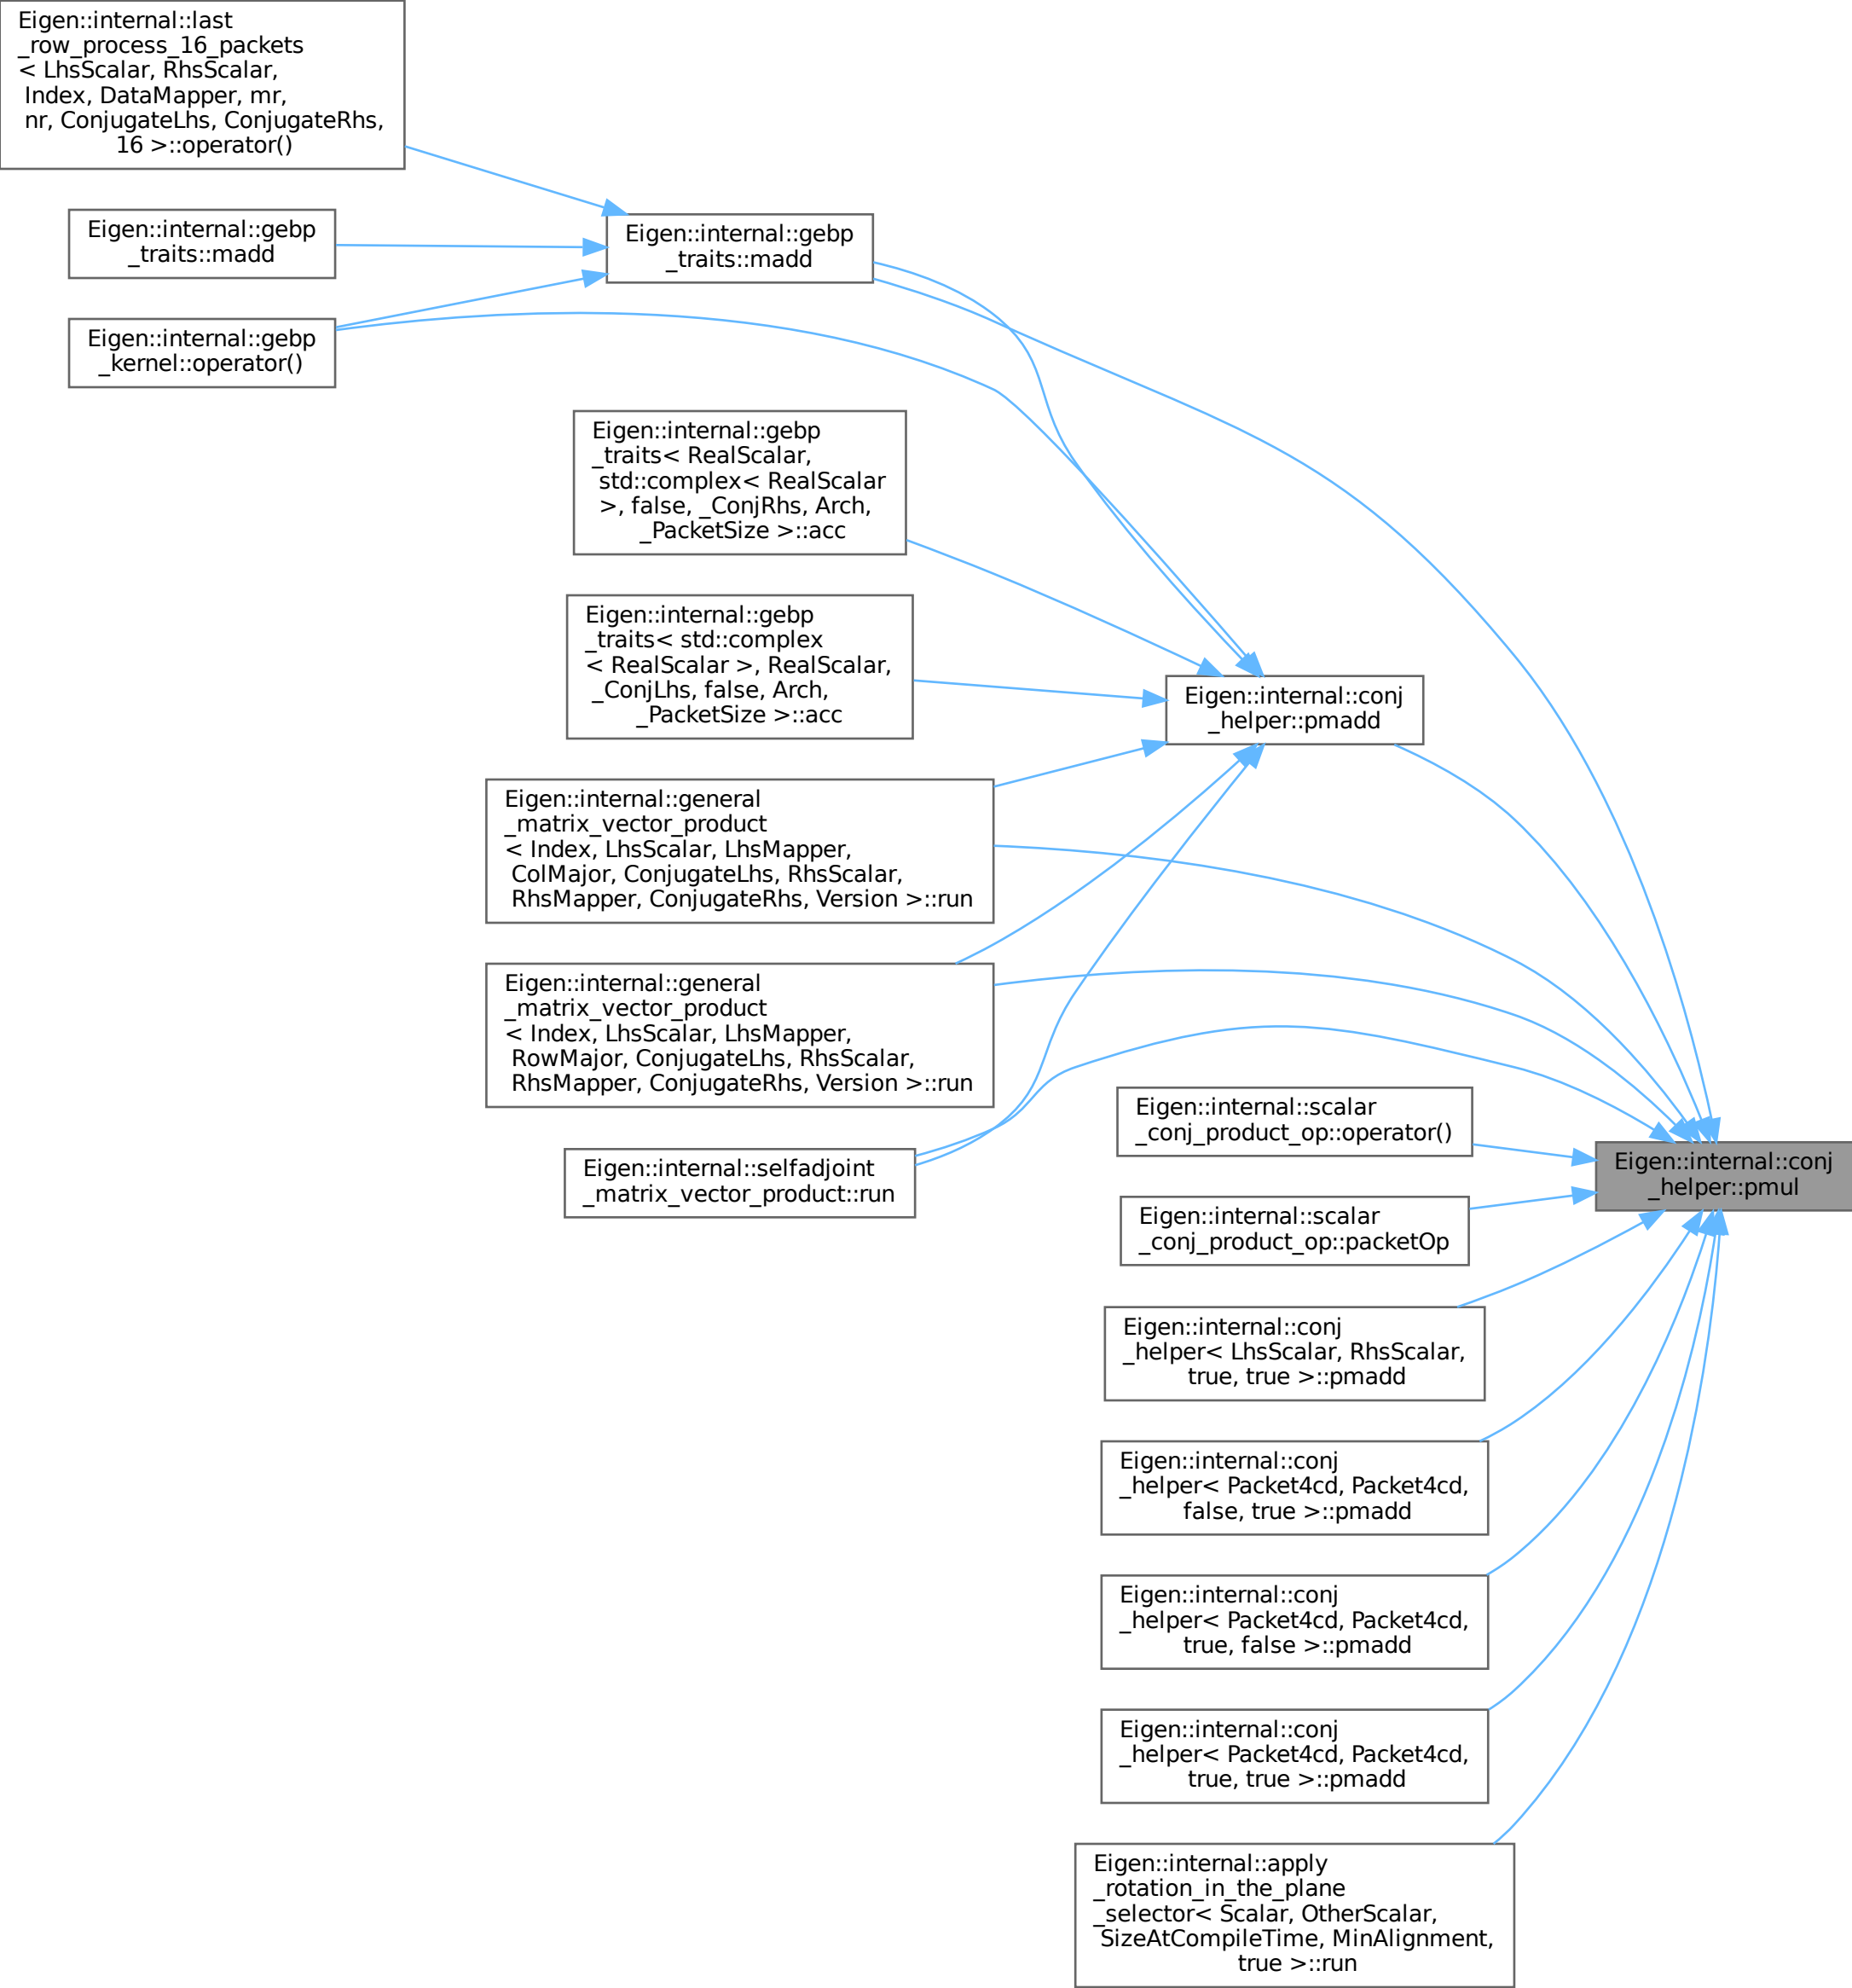 Eigen::internal::last
_row_process_16_packets
< LhsScalar, RhsScalar,
Index, DataMapper, mr,
nr, ConjugateLhs, ConjugateRhs,
16 >::operator()
Eigen::internal::gebp
_traits::madd
Eigen::internal::gebp
_traits::madd
Eigen::internal::gebp
_kernel::operator()
Eigen::internal::gebp
_traits< RealScalar,
std::complex< RealScalar
>, false, _ConjRhs, Arch,
_PacketSize >::acc
Eigen::internal::gebp
_traits< std::complex
< RealScalar >, RealScalar,
_ConjLhs, false, Arch,
_PacketSize >::acc
Eigen::internal::conj
_helper::pmadd
Eigen::internal::general
_matrix_vector_product
< Index, LhsScalar, LhsMapper,
ColMajor, ConjugateLhs, RhsScalar,
RhsMapper, ConjugateRhs, Version >::run
Eigen::internal::general
_matrix_vector_product
< Index, LhsScalar, LhsMapper,
RowMajor, ConjugateLhs, RhsScalar,
RhsMapper, ConjugateRhs, Version >::run
Eigen::internal::selfadjoint
_matrix_vector_product::run
Eigen::internal::scalar
_conj_product_op::operator()
Eigen::internal::conj
_helper::pmul
Eigen::internal::scalar
_conj_product_op::packetOp
Eigen::internal::conj
_helper< LhsScalar, RhsScalar,
true, true >::pmadd
Eigen::internal::conj
_helper< Packet4cd, Packet4cd,
false, true >::pmadd
Eigen::internal::conj
_helper< Packet4cd, Packet4cd,
true, false >::pmadd
Eigen::internal::conj
_helper< Packet4cd, Packet4cd,
true, true >::pmadd
Eigen::internal::apply
_rotation_in_the_plane
_selector< Scalar, OtherScalar,
SizeAtCompileTime, MinAlignment,
true >::run